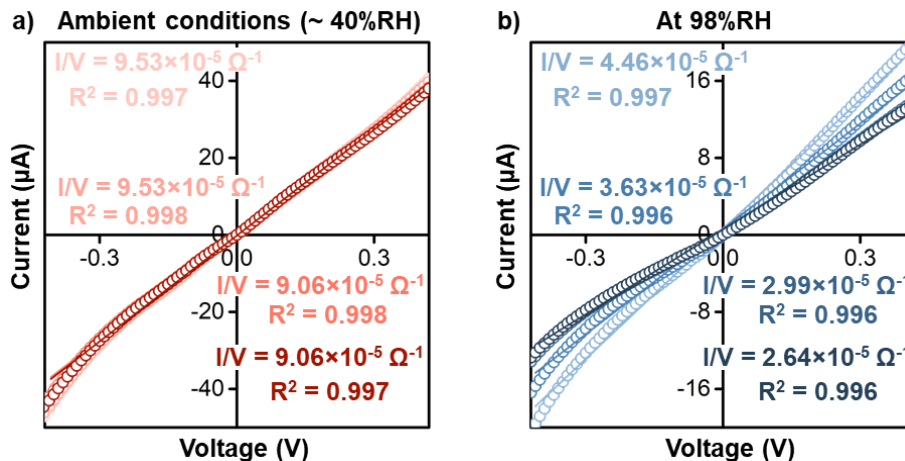 a) Ambient conditions (~ 40%RH)
I/V = 9.53×10⁻⁵ Ω⁻¹
R² = 0.997
I/V = 9.53×10⁻⁵ Ω⁻¹
R² = 0.998
I/V = 9.06×10⁻⁵ Ω⁻¹
R² = 0.998
I/V = 9.06×10⁻⁵ Ω⁻¹
R² = 0.997
40
20
0
-20
-40
-0.3
0.0
0.3
Current (µA)
Voltage (V)
b) At 98%RH
I/V = 4.46×10⁻⁵ Ω⁻¹
R² = 0.997
I/V = 3.63×10⁻⁵ Ω⁻¹
R² = 0.996
I/V = 2.99×10⁻⁵ Ω⁻¹
R² = 0.996
I/V = 2.64×10⁻⁵ Ω⁻¹
R² = 0.996
16
8
0
-8
-16
-0.3
0.0
0.3
Current (µA)
Voltage (V)